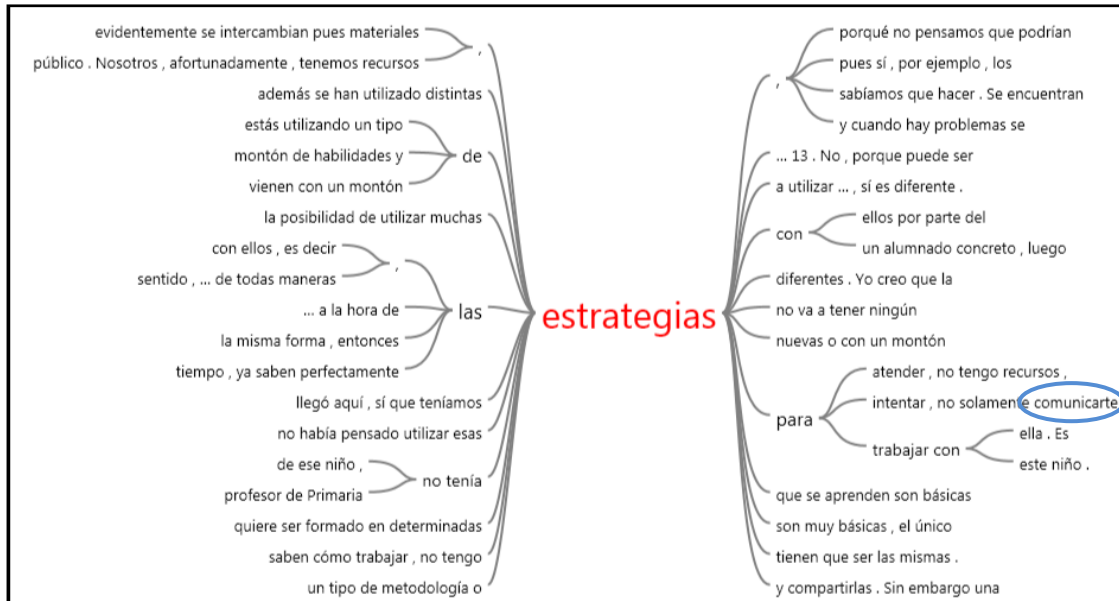 evidentemente se intercambian pues materiales
público . Nosotros , afortunadamente , tenemos recursos
,
además se han utilizado distintas
estás utilizando un tipo
montón de habilidades y
vienen con un montón
de
la posibilidad de utilizar muchas
con ellos , es decir
sentido , ... de todas maneras
,
... a la hora de
la misma forma , entonces
tiempo , ya saben perfectamente
las
llegó aquí , sí que teníamos
no había pensado utilizar esas
de ese niño ,
profesor de Primaria
no tenía
quiere ser formado en determinadas
saben cómo trabajar , no tengo
un tipo de metodología o
estrategias
,
porqué no pensamos que podrían
pues sí , por ejemplo , los
sabíamos que hacer . Se encuentran
y cuando hay problemas se
... 13 . No , porque puede ser
a utilizar ... , sí es diferente .
con
ellos por parte del
un alumnado concreto , luego
diferentes . Yo creo que la
no va a tener ningún
nuevas o con un montón
para
atender , no tengo recursos ,
intentar , no solamente comunicarte
trabajar con
ella . Es
este niño .
que se aprenden son básicas
son muy básicas , el único
tienen que ser las mismas .
y compartirlas . Sin embargo una